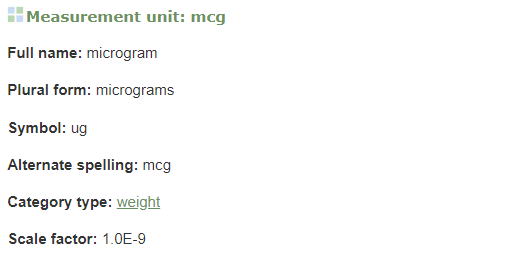 Measurement unit: mcg
Full name: microgram
Plural form: micrograms
Symbol: ug
Alternate spelling: mcg
Category type: weight
Scale factor: 1.0E-9